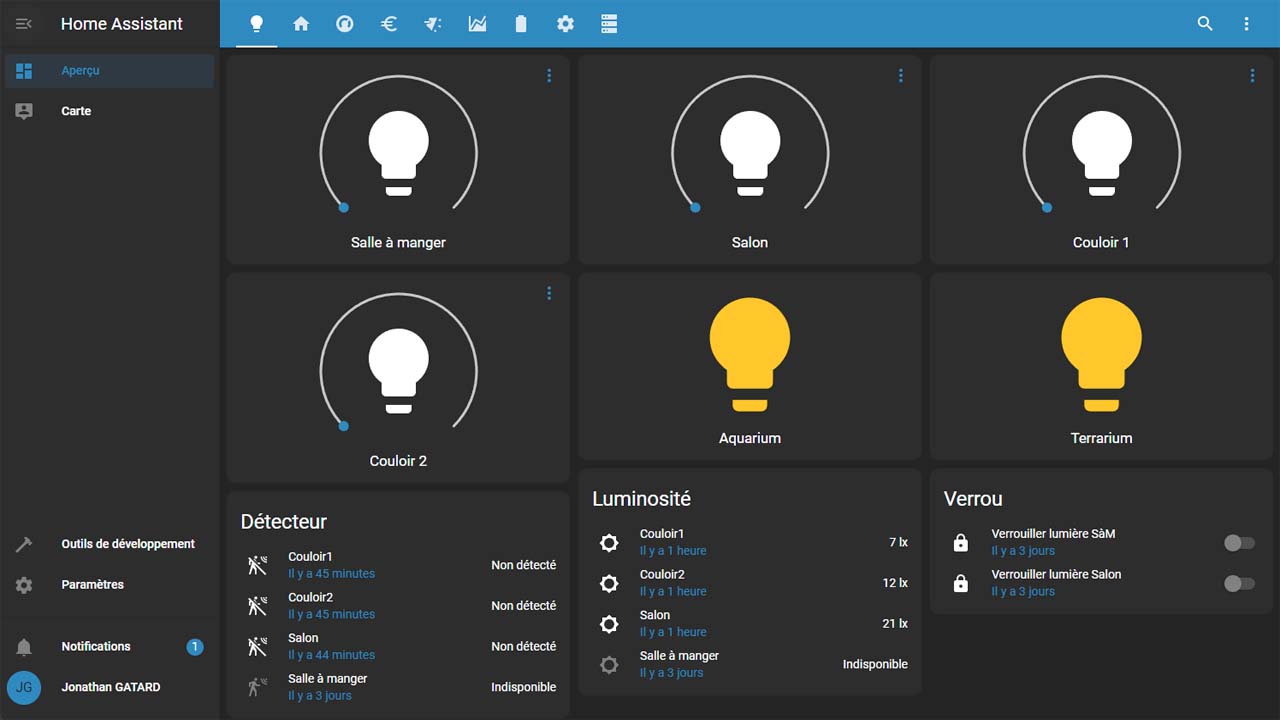 Home Assistant
Aperçu
Carte
Outils de développement
Paramètres
Notifications
1
JG
Jonathan GATARD
Salle à manger
Salon
Couloir 1
Couloir 2
Aquarium
Terrarium
Détecteur
Couloir1
Il y a 45 minutes
Non détecté
Couloir2
Il y a 45 minutes
Non détecté
Salon
Il y a 44 minutes
Non détecté
Salle à manger
Il y a 3 jours
Indisponible
Luminosité
Couloir1
Il y a 1 heure
7 lx
Couloir2
Il y a 1 heure
12 lx
Salon
Il y a 1 heure
21 lx
Salle à manger
Il y a 3 jours
Indisponible
Verrou
Verrouiller lumière SàM
Il y a 3 jours
Verrouiller lumière Salon
Il y a 3 jours